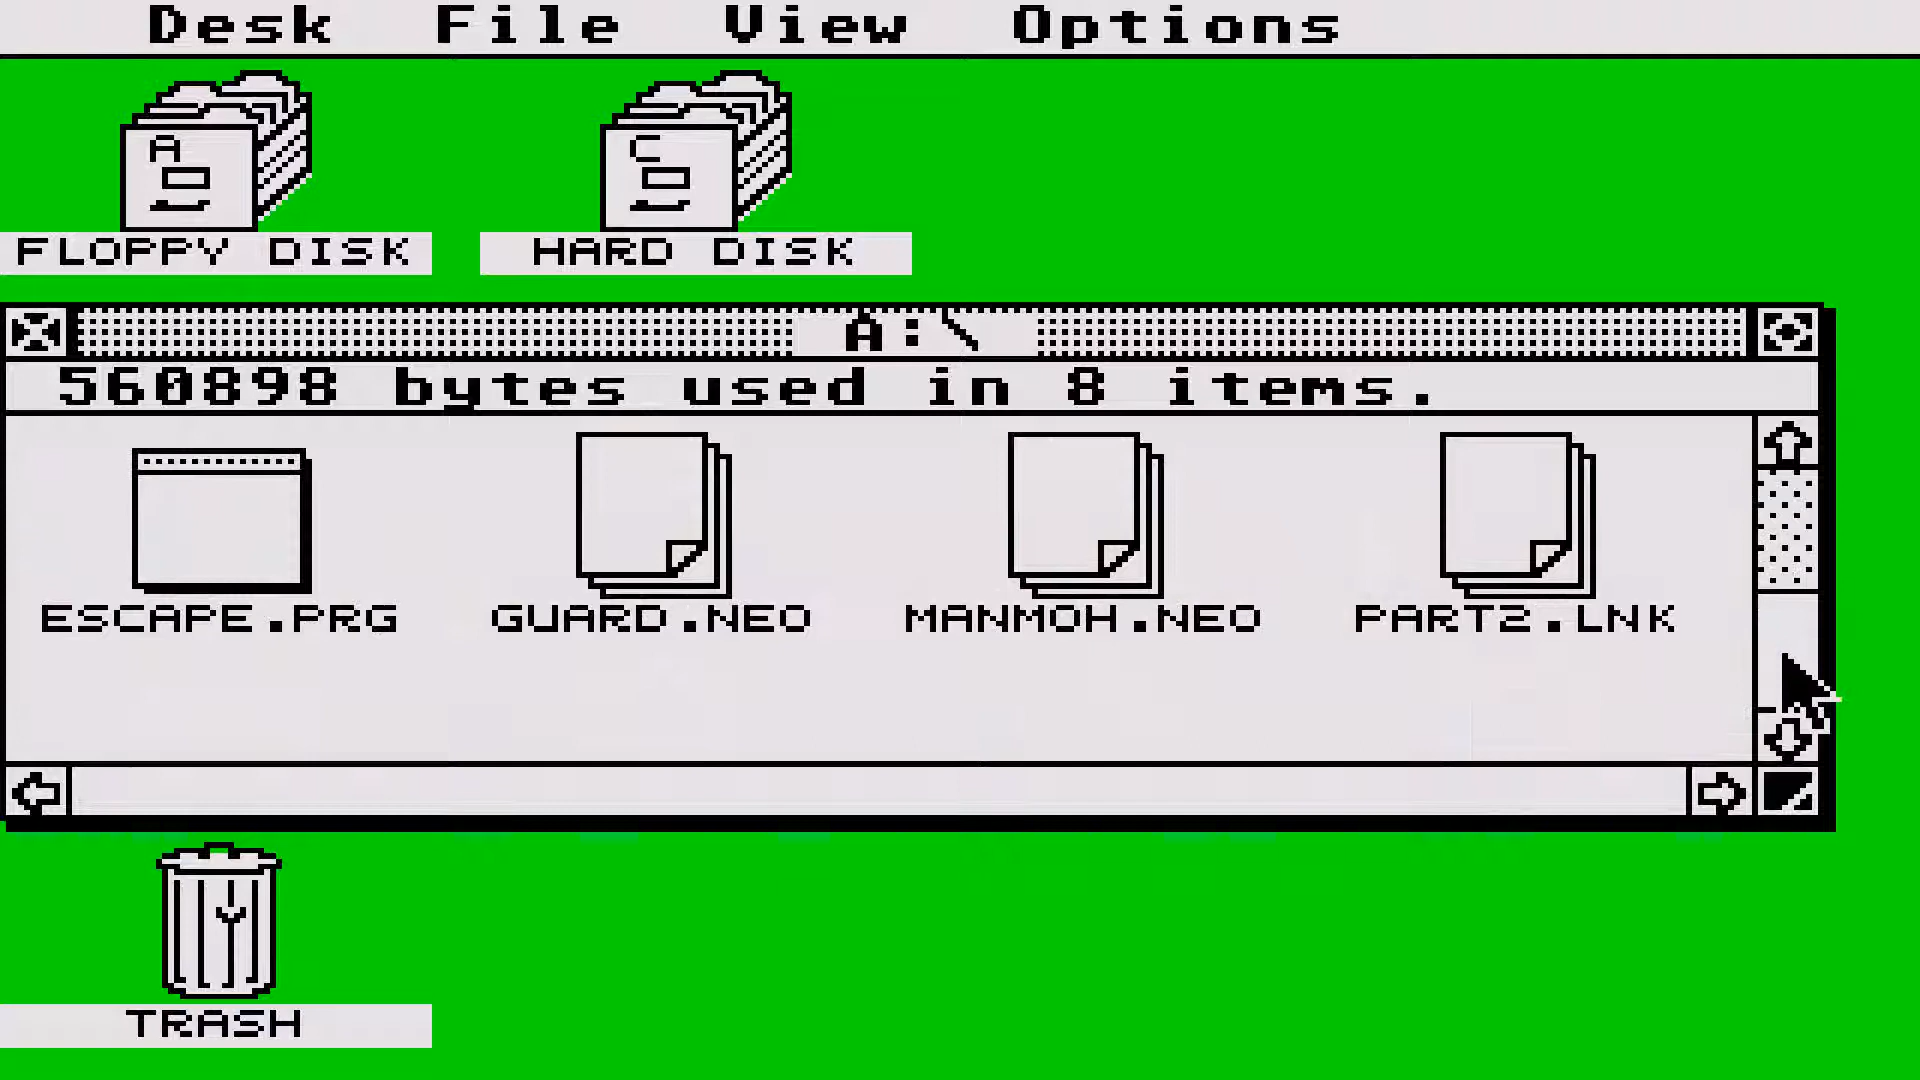 Desk File View Options
A C
FLOPPY DISK HARD DISK
A:\
560898 bytes used in 8 items.
ESCAPE.PRG GUARD.NEO MANMOH.NEO PART2.LNK
TRASH